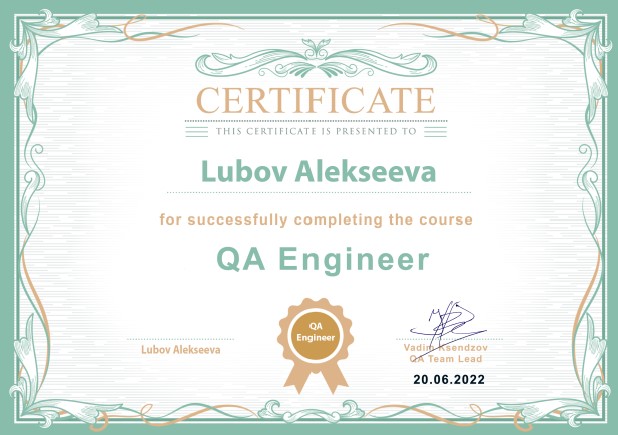 CERTIFICATE
THIS CERTIFICATE IS PRESENTED TO
Lubov Alekseeva
for successfully completing the course
QA Engineer
QA
Engineer
Lubov Alekseeva
Vadim Ksendzov
QA Team Lead
20.06.2022